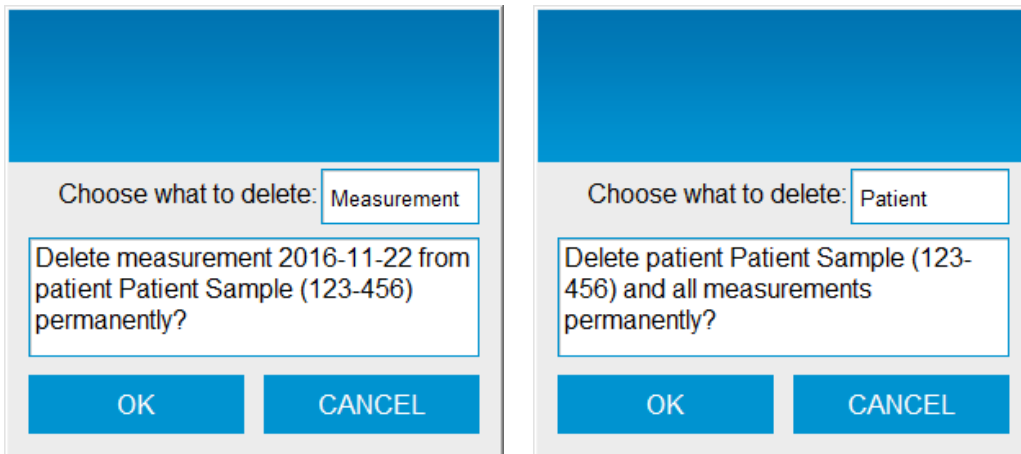 Choose what to delete: Measurement
Delete measurement 2016-11-22 from
patient Patient Sample (123-456)
permanently?
OK CANCEL
Choose what to delete: Patient
Delete patient Patient Sample (123-
456) and all measurements
permanently?
OK CANCEL